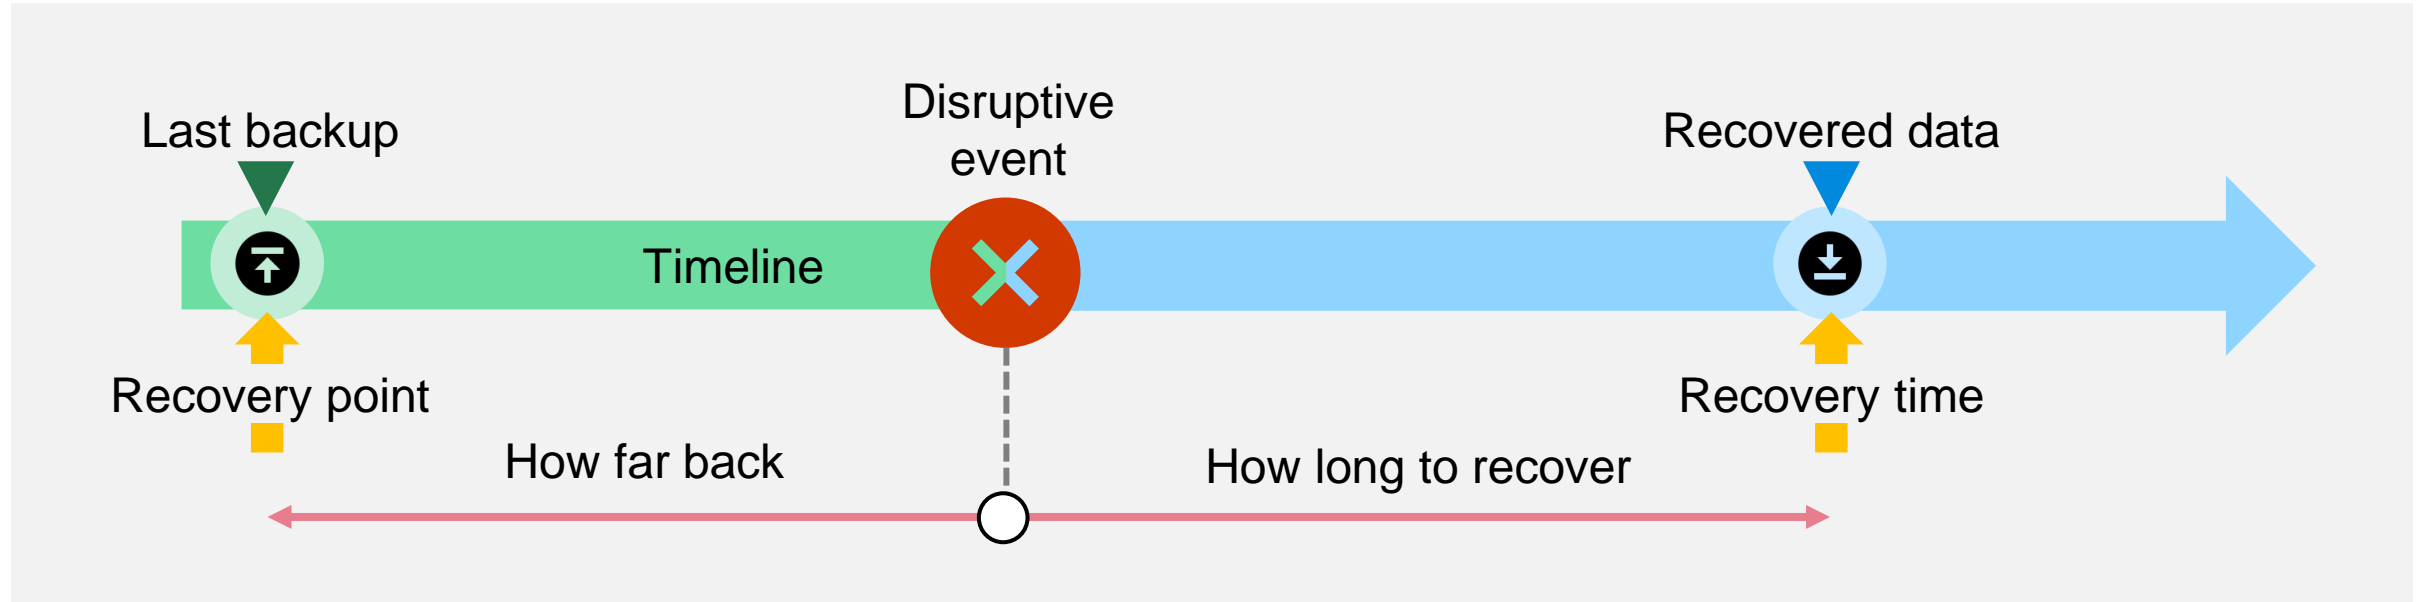 Last backup
Disruptive
event
Recovered data
Timeline
Recovery point
Recovery time
How far back
How long to recover